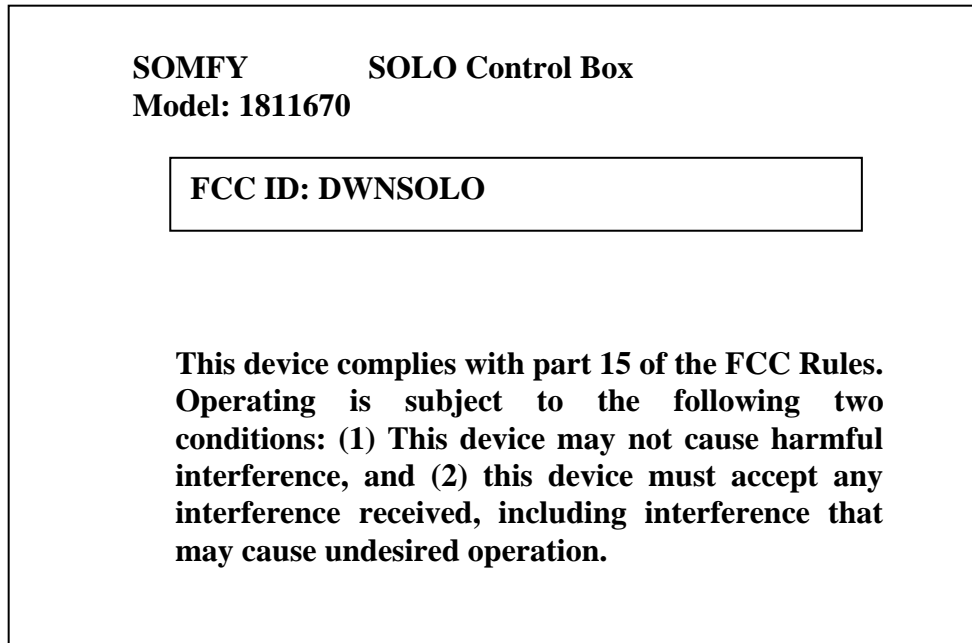 SOMFY SOLO Control Box
Model: 1811670
FCC ID: DWNSOLO
This device complies with part 15 of the FCC Rules.
Operating is subject to the following two
conditions: (1) This device may not cause harmful
interference, and (2) this device must accept any
interference received, including interference that
may cause undesired operation.